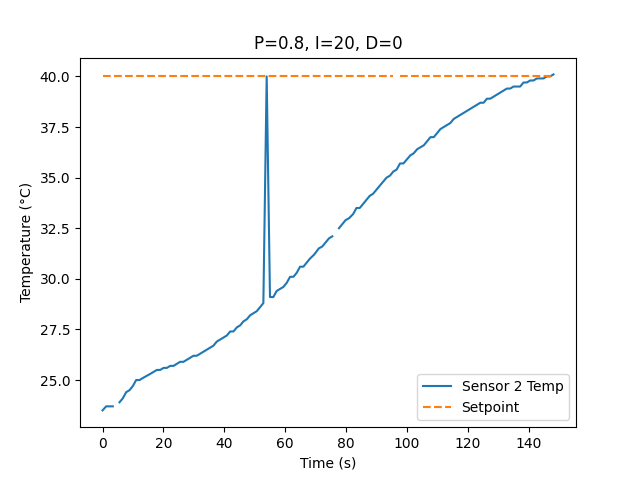 P=0.8, I=20, D=0
Temperature (°C)
40.0
37.5
35.0
32.5
30.0
27.5
25.0
Sensor 2 Temp
Setpoint
0 20 40 60 80 100 120 140
Time (s)